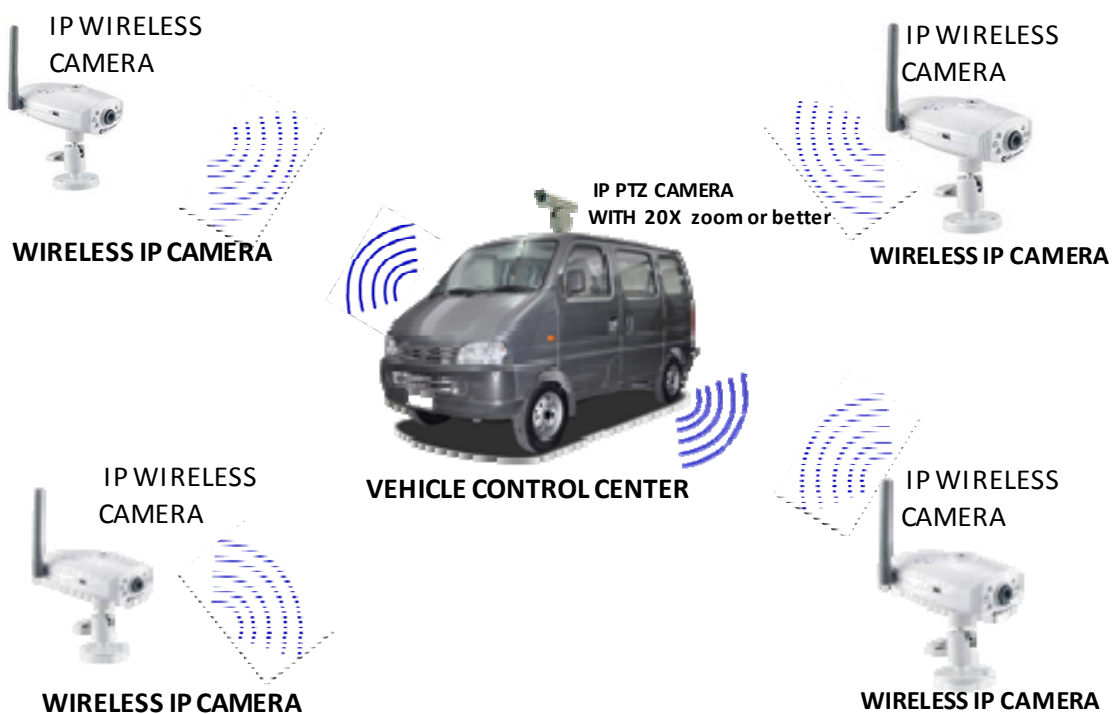 IP WIRELESS
CAMERA
IP WIRELESS
CAMERA
WIRELESS IP CAMERA
IP PTZ CAMERA
WITH 20X zoom or better
WIRELESS IP CAMERA
VEHICLE CONTROL CENTER
IP WIRELESS
CAMERA
IP WIRELESS
CAMERA
WIRELESS IP CAMERA
WIRELESS IP CAMERA